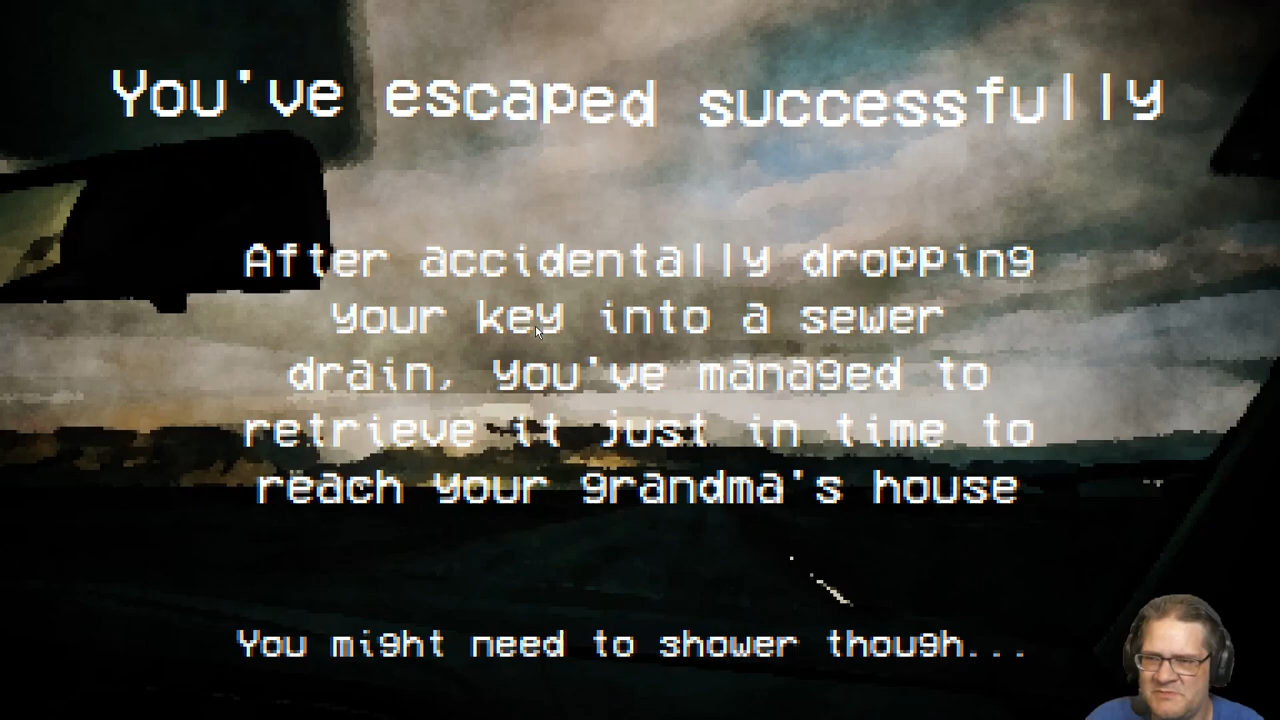 You've escaped successfully
After accidentally dropping
your key into a sewer
drain, you've managed to
retrieve it just in time to
reach your grandma's house
You might need to shower though...